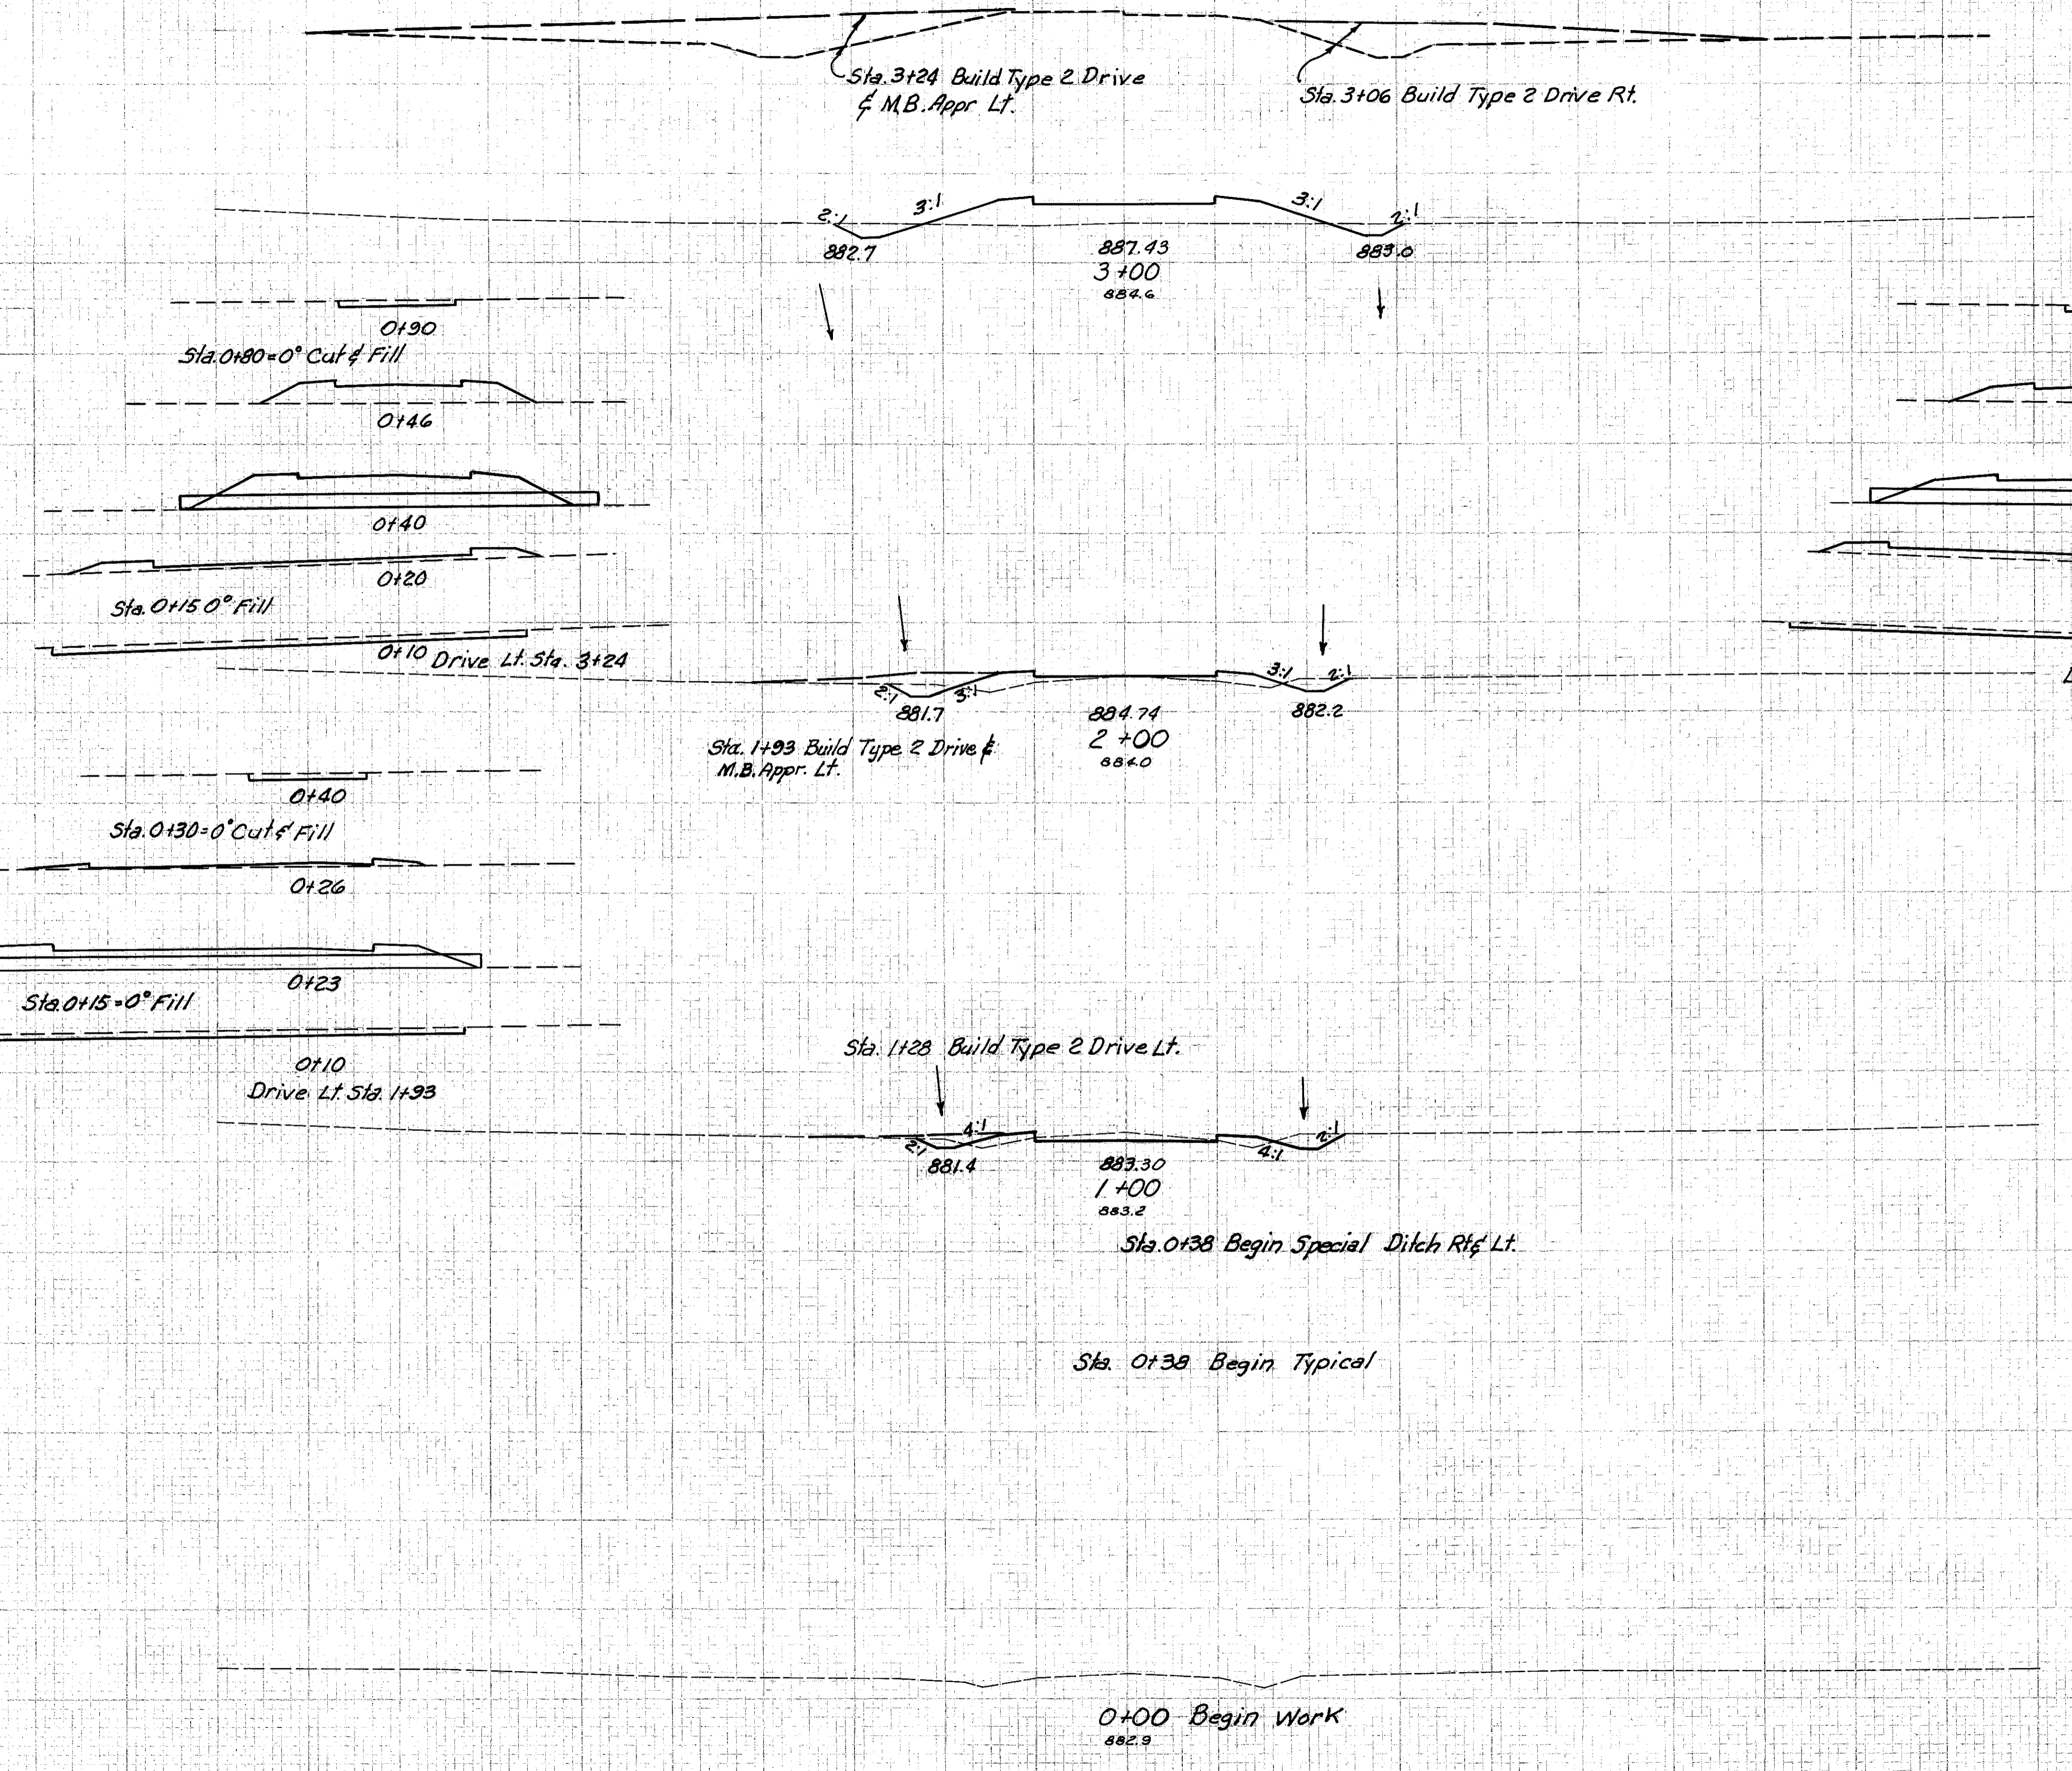 Sta. 3+24 Build Type 2 Drive
& M.B. Appr Lt.
Sta. 3+06 Build Type 2 Drive Rt.
2:1
3:1
3:1
2:1
882.7
887.43
883.0
3+00
884.6
0+90
Sta. 0+80=0° Cut & Fill
0+46
0+40
0+20
Sta. 0+15 0° Fill
0+10 Drive Lt. Sta. 3+24
2:1
3:1
3:1
2:1
881.7
884.74
882.2
2+00
884.0
Sta. 1+93 Build Type 2 Drive &
M.B. Appr. Lt.
0+40
Sta. 0+30=0° Cut & Fill
0+26
0+23
Sta. 0+15=0° Fill
0+10
Drive Lt. Sta. 1+93
Sta. 1+28 Build Type 2 Drive Lt.
2:1
4:1
4:1
2:1
881.4
883.30
1+00
883.2
Sta. 0+38 Begin Special Ditch Rt & Lt.
Sta. 0+38 Begin Typical
0+00 Begin Work
882.9